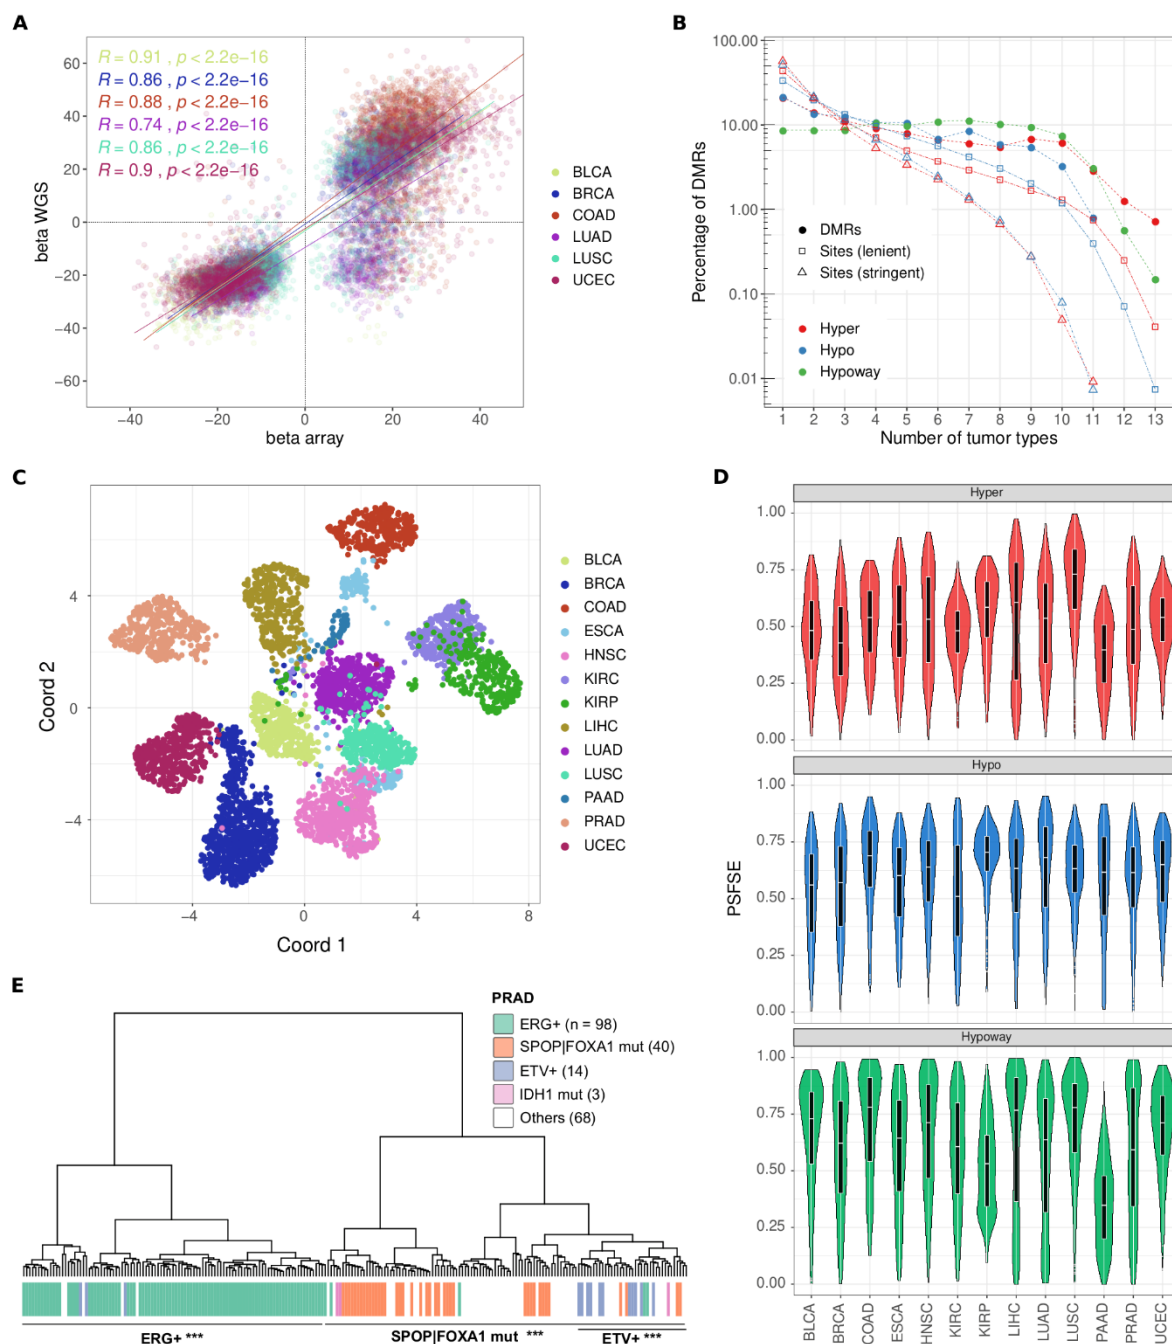 A
R = 0.91 , p < 2.2e−16
R = 0.86 , p < 2.2e−16
R = 0.88 , p < 2.2e−16
R = 0.74 , p < 2.2e−16
R = 0.86 , p < 2.2e−16
R = 0.9 , p < 2.2e−16
60
40
20
0
−20
−40
−60
beta WGS
−40
−20
0
20
40
beta array
BLCA
BRCA
COAD
LUAD
LUSC
UCEC
B
100.00
10.00
1.00
0.10
0.01
Percentage of DMRs
DMRs
Sites (lenient)
Sites (stringent)
Hyper
Hypo
Hypoway
1 2 3 4 5 6 7 8 9 10 11 12 13
Number of tumor types
C
4
0
−4
Coord 2
−4
0
4
8
Coord 1
BLCA
BRCA
COAD
ESCA
HNSC
KIRC
KIRP
LIHC
LUAD
LUSC
PAAD
PRAD
UCEC
D
Hyper
1.00
0.75
0.50
0.25
0.00
Hypo
1.00
0.75
0.50
0.25
0.00
PSFSE
Hypoway
1.00
0.75
0.50
0.25
0.00
BLCA
BRCA
COAD
ESCA
HNSC
KIRC
KIRP
LIHC
LUAD
LUSC
PAAD
PRAD
UCEC
E
PRAD
ERG+ (n = 98)
SPOP|FOXA1 mut (40)
ETV+ (14)
IDH1 mut (3)
Others (68)
ERG+ ***
SPOP|FOXA1 mut ***
ETV+ ***